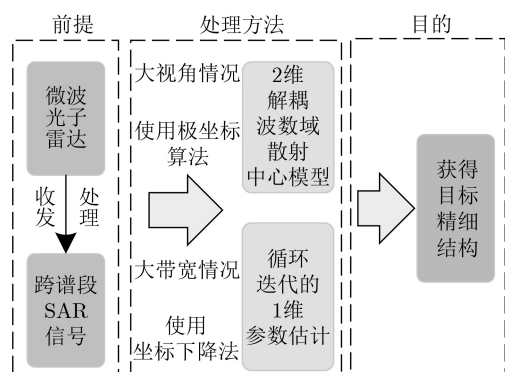 前提
微波
光子
雷达
收发
处理
跨谱段
SAR
信号
处理方法
大视角情况
使用极坐标
算法
2维
解耦
波数域
散射
中心模型
大带宽情况
使用
坐标下降法
循环
迭代的
1维
参数估计
目的
获得
目标
精细
结构